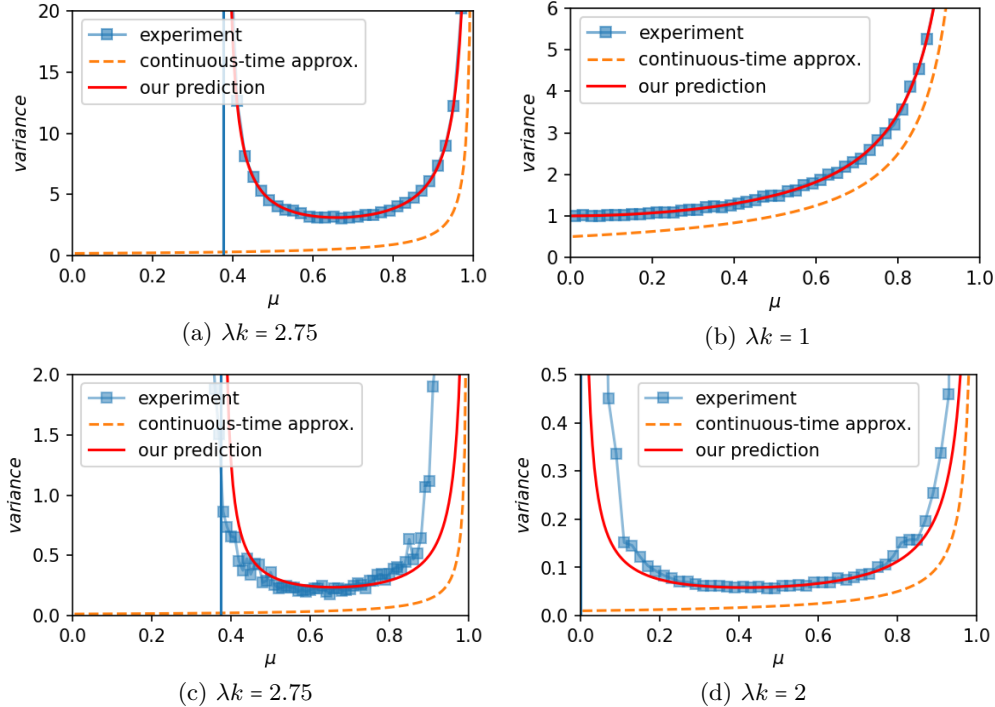 20
15
10
5
0
variance
experiment
continuous-time approx.
our prediction
0.0 0.2 0.4 0.6 0.8 1.0
μ
(a) λk = 2.75
6
5
4
3
2
1
0
variance
experiment
continuous-time approx.
our prediction
0.0 0.2 0.4 0.6 0.8 1.0
μ
(b) λk = 1
2.0
1.5
1.0
0.5
0.0
variance
experiment
continuous-time approx.
our prediction
0.0 0.2 0.4 0.6 0.8 1.0
μ
(c) λk = 2.75
0.5
0.4
0.3
0.2
0.1
0.0
variance
experiment
continuous-time approx.
our prediction
0.0 0.2 0.4 0.6 0.8 1.0
μ
(d) λk = 2